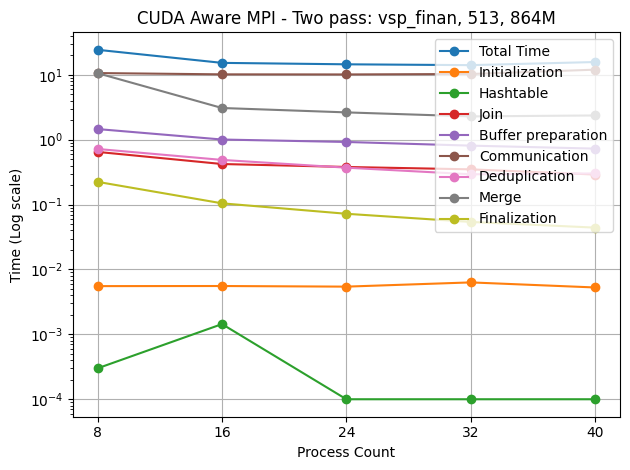 CUDA Aware MPI - Two pass: vsp_finan, 513, 864M
Time (Log scale)
10¹
10⁰
10⁻¹
10⁻²
10⁻³
10⁻⁴
Total Time
Initialization
Hashtable
Join
Buffer preparation
Communication
Deduplication
Merge
Finalization
8 16 24 32 40
Process Count